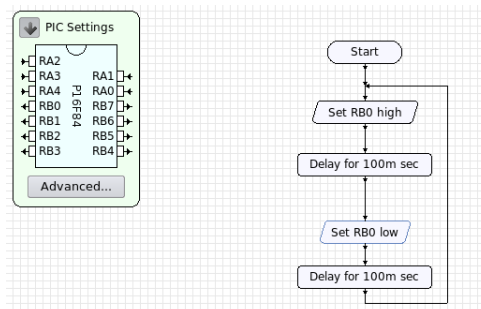 PIC Settings
RA2
RA3 RA1
RA4 RA0
RB0 RB7
RB1 RB6
RB2 RB5
RB3 RB4
P16F84
Advanced...
Start
Set RB0 high
Delay for 100m sec
Set RB0 low
Delay for 100m sec